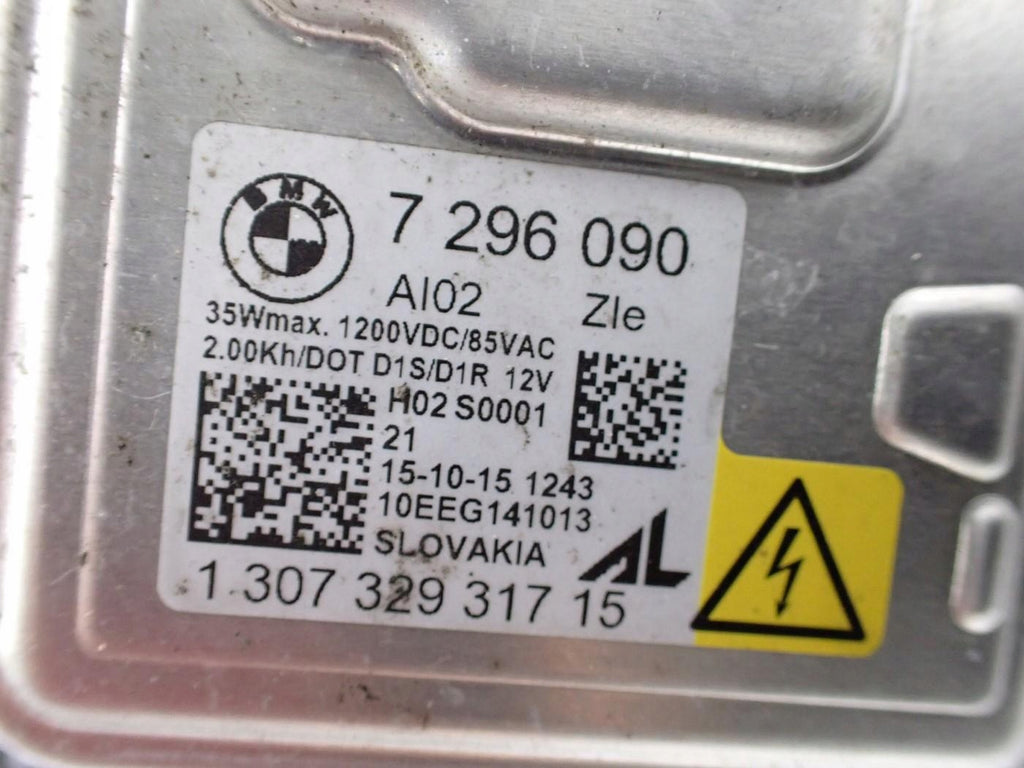 BMW
7 296 090
AI02 ZIe
35Wmax. 1200VDC/85VAC
2.00Kh/DOT D1S/D1R 12V
H02 S0001
21
15-10-15 1243
10EEG141013
SLOVAKIA
AL
1 307 329 317 15